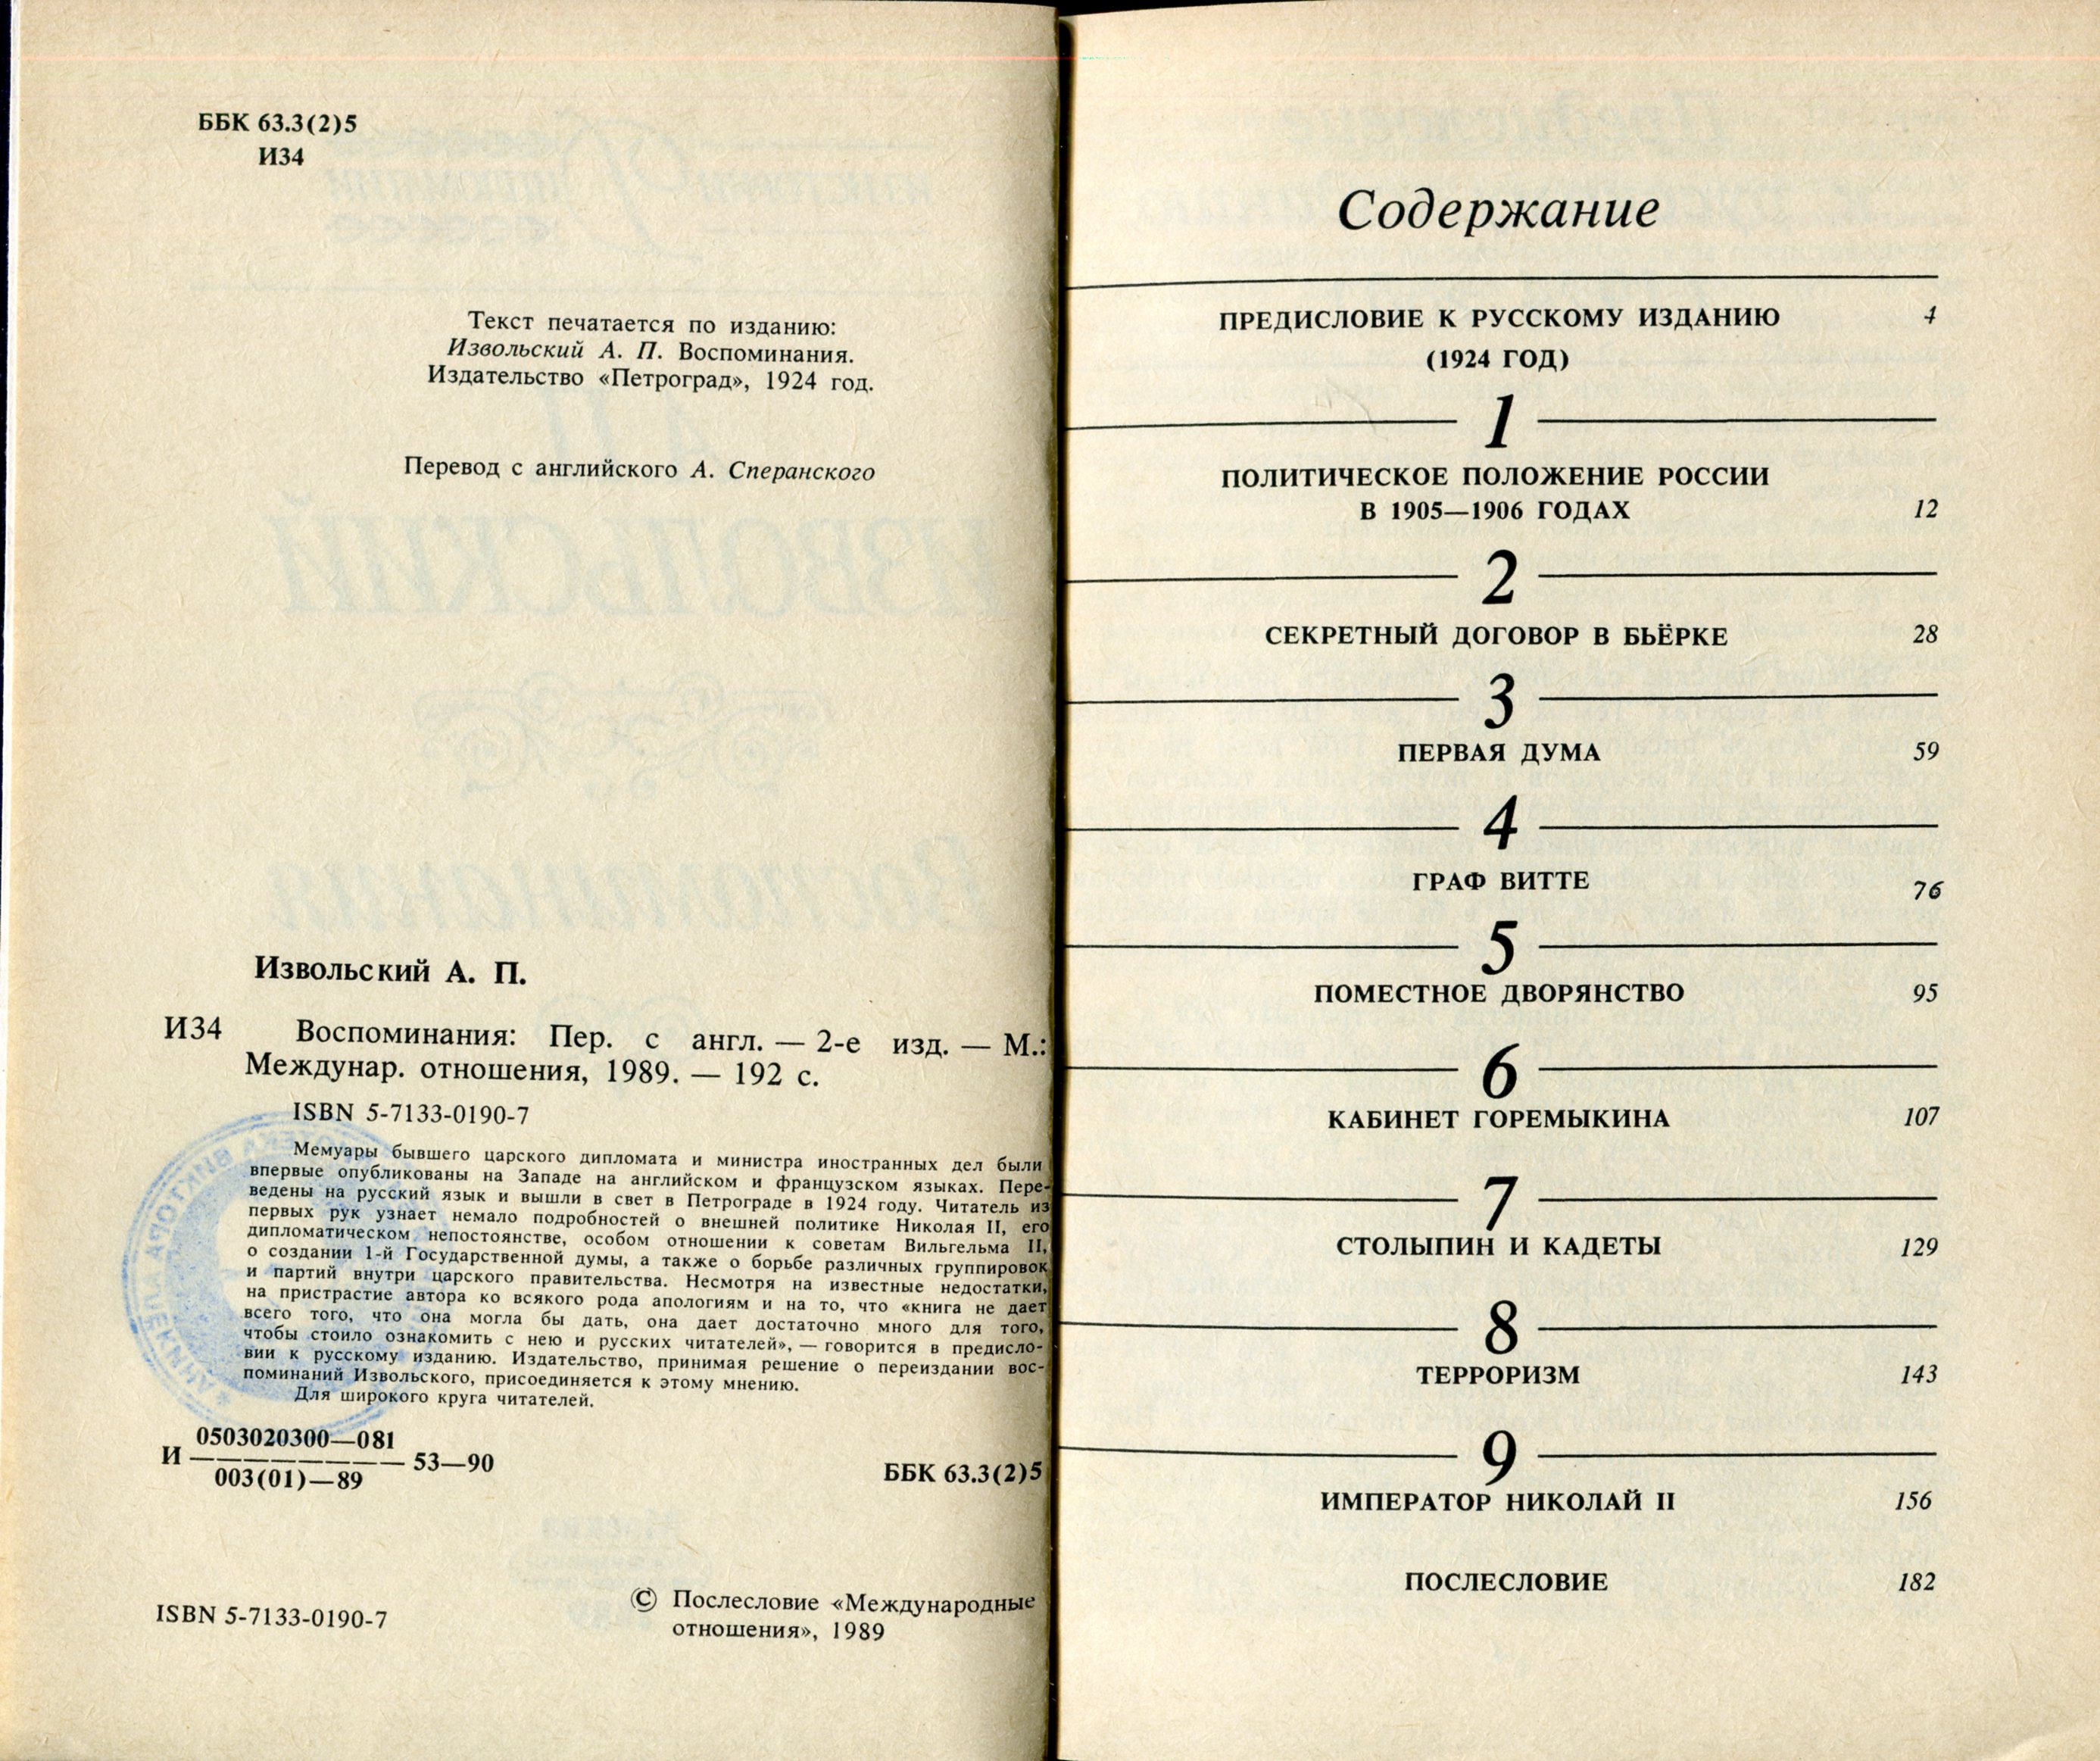 ББК 63.3(2)5
И34
Текст печатается по изданию:
Извольский А. П. Воспоминания.
Издательство «Петроград», 1924 год.
Перевод с английского А. Сперанского
Извольский А. П.
И34 Воспоминания: Пер. с англ. — 2-е изд. — М.:
Междунар. отношения, 1989. — 192 с.
ISBN 5-7133-0190-7
Мемуары бывшего царского дипломата и министра иностранных дел были
впервые опубликованы на Западе на английском и французском языках. Пере-
ведены на русский язык и вышли в свет в Петрограде в 1924 году. Читатель из
первых рук узнает немало подробностей о внешней политике Николая II, его
дипломатическом непостоянстве, особом отношении к советам Вильгельма II,
о создании 1-й Государственной думы, а также о борьбе различных группировок
и партий внутри царского правительства. Несмотря на известные недостатки,
на пристрастие автора ко всякого рода апологиям и на то, что «книга не дает
всего того, что она могла бы дать, она дает достаточно много для того,
чтобы стоило ознакомить с нею и русских читателей», — говорится в предисло-
вии к русскому изданию. Издательство, принимая решение о переиздании вос-
поминаний Извольского, присоединяется к этому мнению.
Для широкого круга читателей.
0503020300—081
И 53—90
003(01)—89
ББК 63.3(2)5
ISBN 5-7133-0190-7
© Послесловие «Международные
отношения», 1989
Содержание
ПРЕДИСЛОВИЕ К РУССКОМУ ИЗДАНИЮ 4
(1924 ГОД)
1
ПОЛИТИЧЕСКОЕ ПОЛОЖЕНИЕ РОССИИ
В 1905—1906 ГОДАХ 12
2
СЕКРЕТНЫЙ ДОГОВОР В БЬЁРКЕ 28
3
ПЕРВАЯ ДУМА 59
4
ГРАФ ВИТТЕ 76
5
ПОМЕСТНОЕ ДВОРЯНСТВО 95
6
КАБИНЕТ ГОРЕМЫКИНА 107
7
СТОЛЫПИН И КАДЕТЫ 129
8
ТЕРРОРИЗМ 143
9
ИМПЕРАТОР НИКОЛАЙ II 156
ПОСЛЕСЛОВИЕ 182